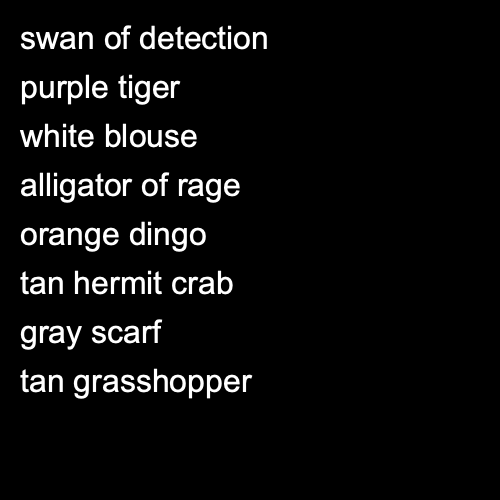 swan of detection
purple tiger
white blouse
alligator of rage
orange dingo
tan hermit crab
gray scarf
tan grasshopper